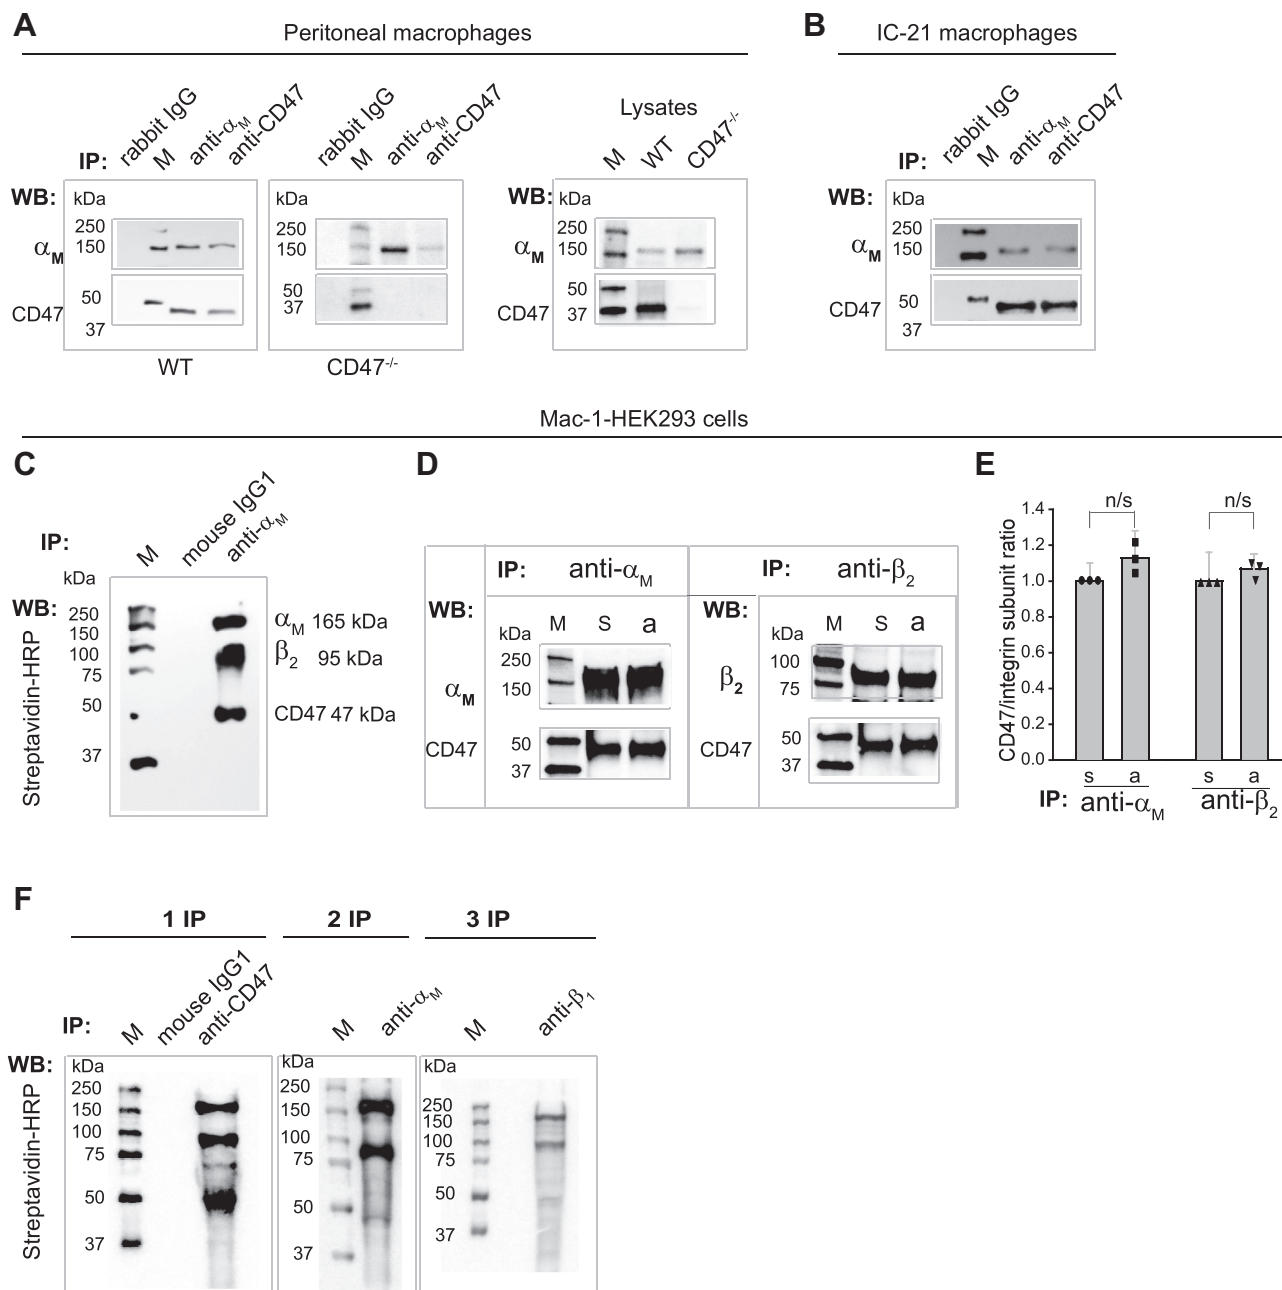 A
Peritoneal macrophages
IP: rabbit IgG M anti-αM anti-CD47
rabbit IgG M anti-αM anti-CD47
Lysates
M WT CD47-/-
WB:
kDa
250
150
αM
50
37
CD47
WT
kDa
250
150
50
37
CD47-/-
WB:
kDa
250
150
αM
50
37
CD47
B
IC-21 macrophages
IP: rabbit IgG M anti-αM anti-CD47
WB:
kDa
250
150
αM
50
37
CD47
Mac-1-HEK293 cells
C
IP: M mouse IgG1 anti-αM
kDa
WB:
Streptavidin-HRP
250
150
100
75
50
37
αM 165 kDa
β2 95 kDa
CD47 47 kDa
D
IP: anti-αM
WB:
M s a
kDa
250
150
αM
50
37
CD47
IP: anti-β2
WB:
M s a
kDa
100
75
β2
50
37
CD47
E
CD47/integrin subunit ratio
1.4
1.2
1.0
0.8
0.6
0.4
0.2
0.0
n/s
n/s
s a s a
IP: anti-αM anti-β2
F
1 IP
2 IP
3 IP
IP: M mouse IgG1 anti-CD47
M anti-αM
M anti-β1
WB:
Streptavidin-HRP
kDa
250
150
100
75
50
37
kDa
250
150
100
75
50
37
kDa
250
150
100
75
50
37